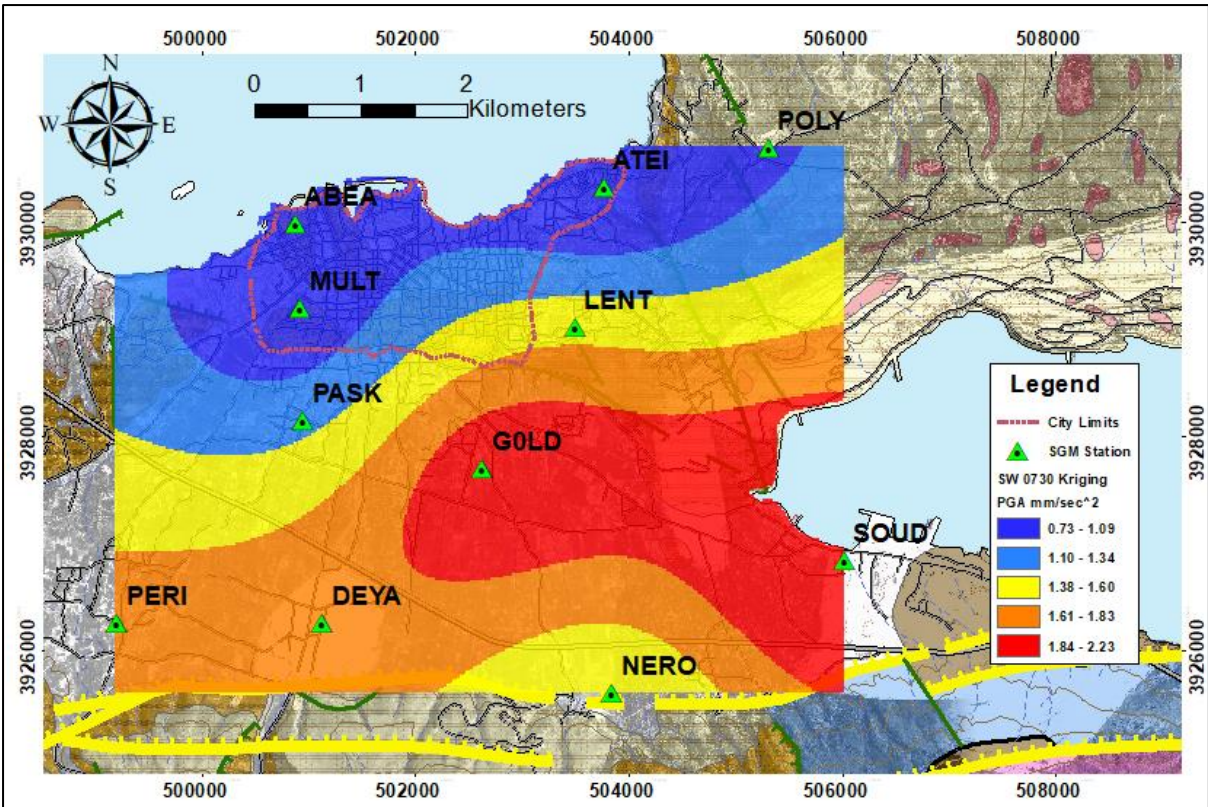 500000 502000 504000 506000 508000
N
W E
S
0 1 2
Kilometers
POLY
ATEI
ABEA
3930000
3930000
MULT
LENT
PASK
G0LD
3928000
3928000
SOUD
PERI
DEYA
NERO
3926000
3926000
Legend
City Limits
SGM Station
SW 0730 Kriging
PGA mm/sec^2
0.73 - 1.09
1.10 - 1.34
1.38 - 1.60
1.61 - 1.83
1.84 - 2.23
500000 502000 504000 506000 508000